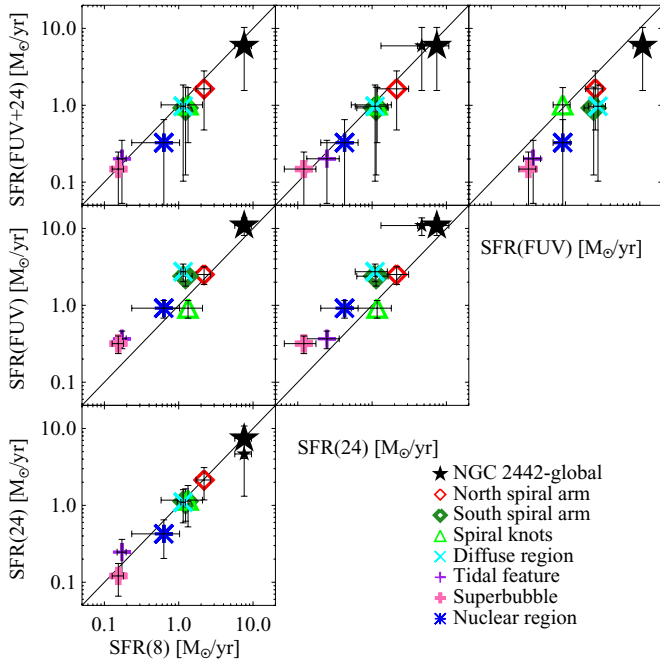 SFR(FUV+24) [M☉/yr]
10.0
1.0
0.1
SFR(FUV) [M☉/yr]
10.0
1.0
0.1
SFR(FUV) [M☉/yr]
SFR(24) [M☉/yr]
10.0
1.0
0.1
SFR(24) [M☉/yr]
0.1 1.0 10.0
SFR(8) [M☉/yr]
NGC 2442-global
North spiral arm
South spiral arm
Spiral knots
Diffuse region
Tidal feature
Superbubble
Nuclear region